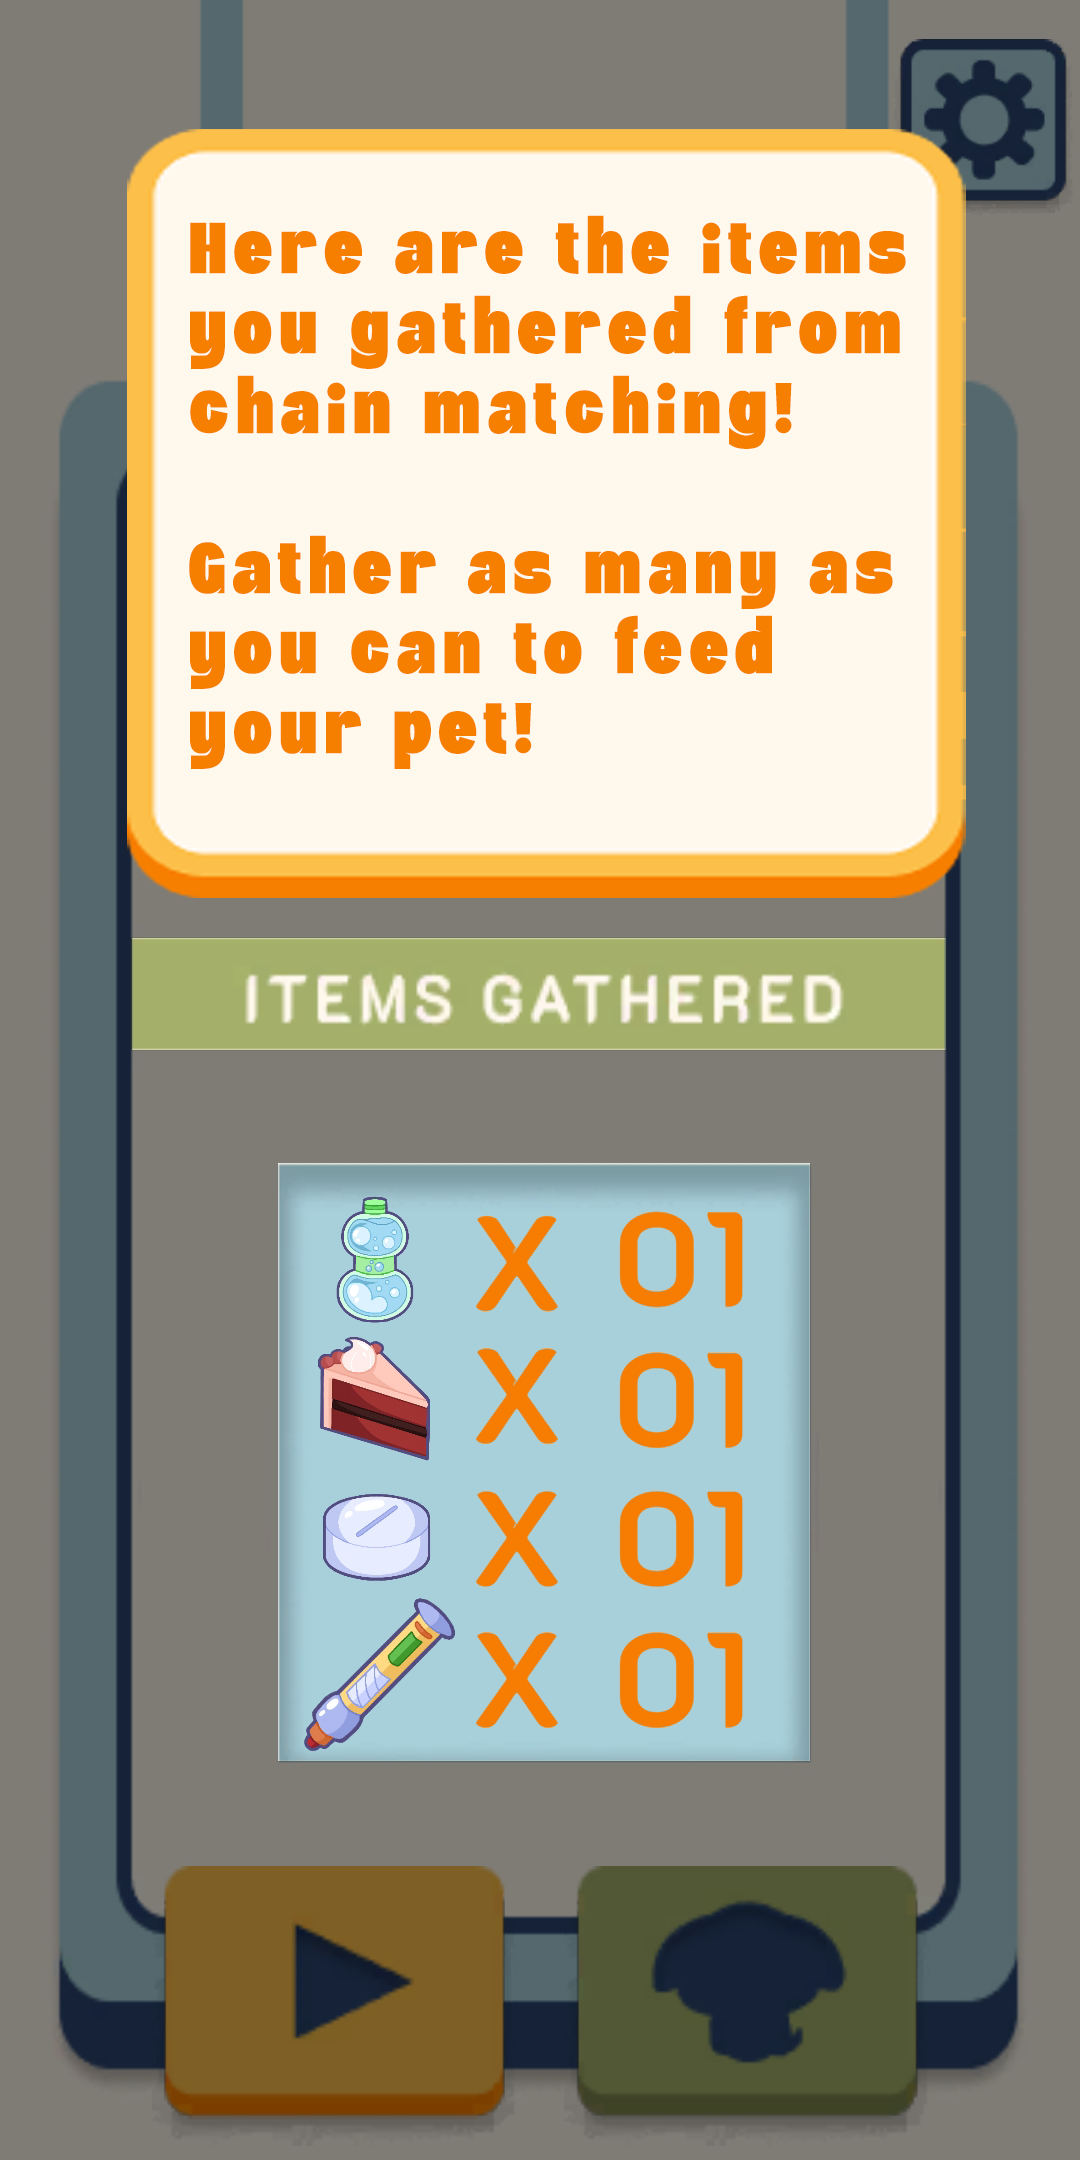 Here are the items
you gathered from
chain matching!
Gather as many as
you can to feed
your pet!
ITEMS GATHERED
X 01
X 01
X 01
X 01